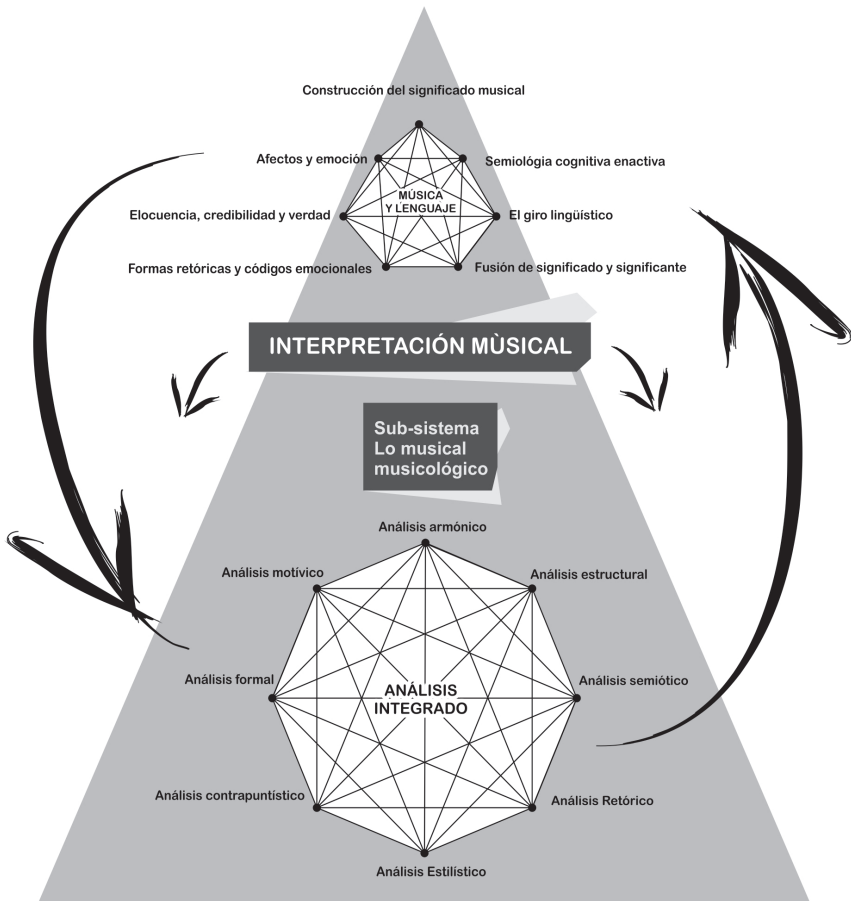 Construcción del significado musical
Afectos y emoción
Semiológia cognitiva enactiva
MÚSICA
Y LENGUAJE
Elocuencia, credibilidad y verdad
El giro lingüístico
Formas retóricas y códigos emocionales
Fusión de significado y significante
INTERPRETACIÓN MÙSICAL
Sub-sistema
Lo musical
musicológico
Análisis armónico
Análisis motívico
Análisis estructural
Análisis formal
Análisis semiótico
ANÁLISIS
INTEGRADO
Análisis contrapuntístico
Análisis Retórico
Análisis Estilístico